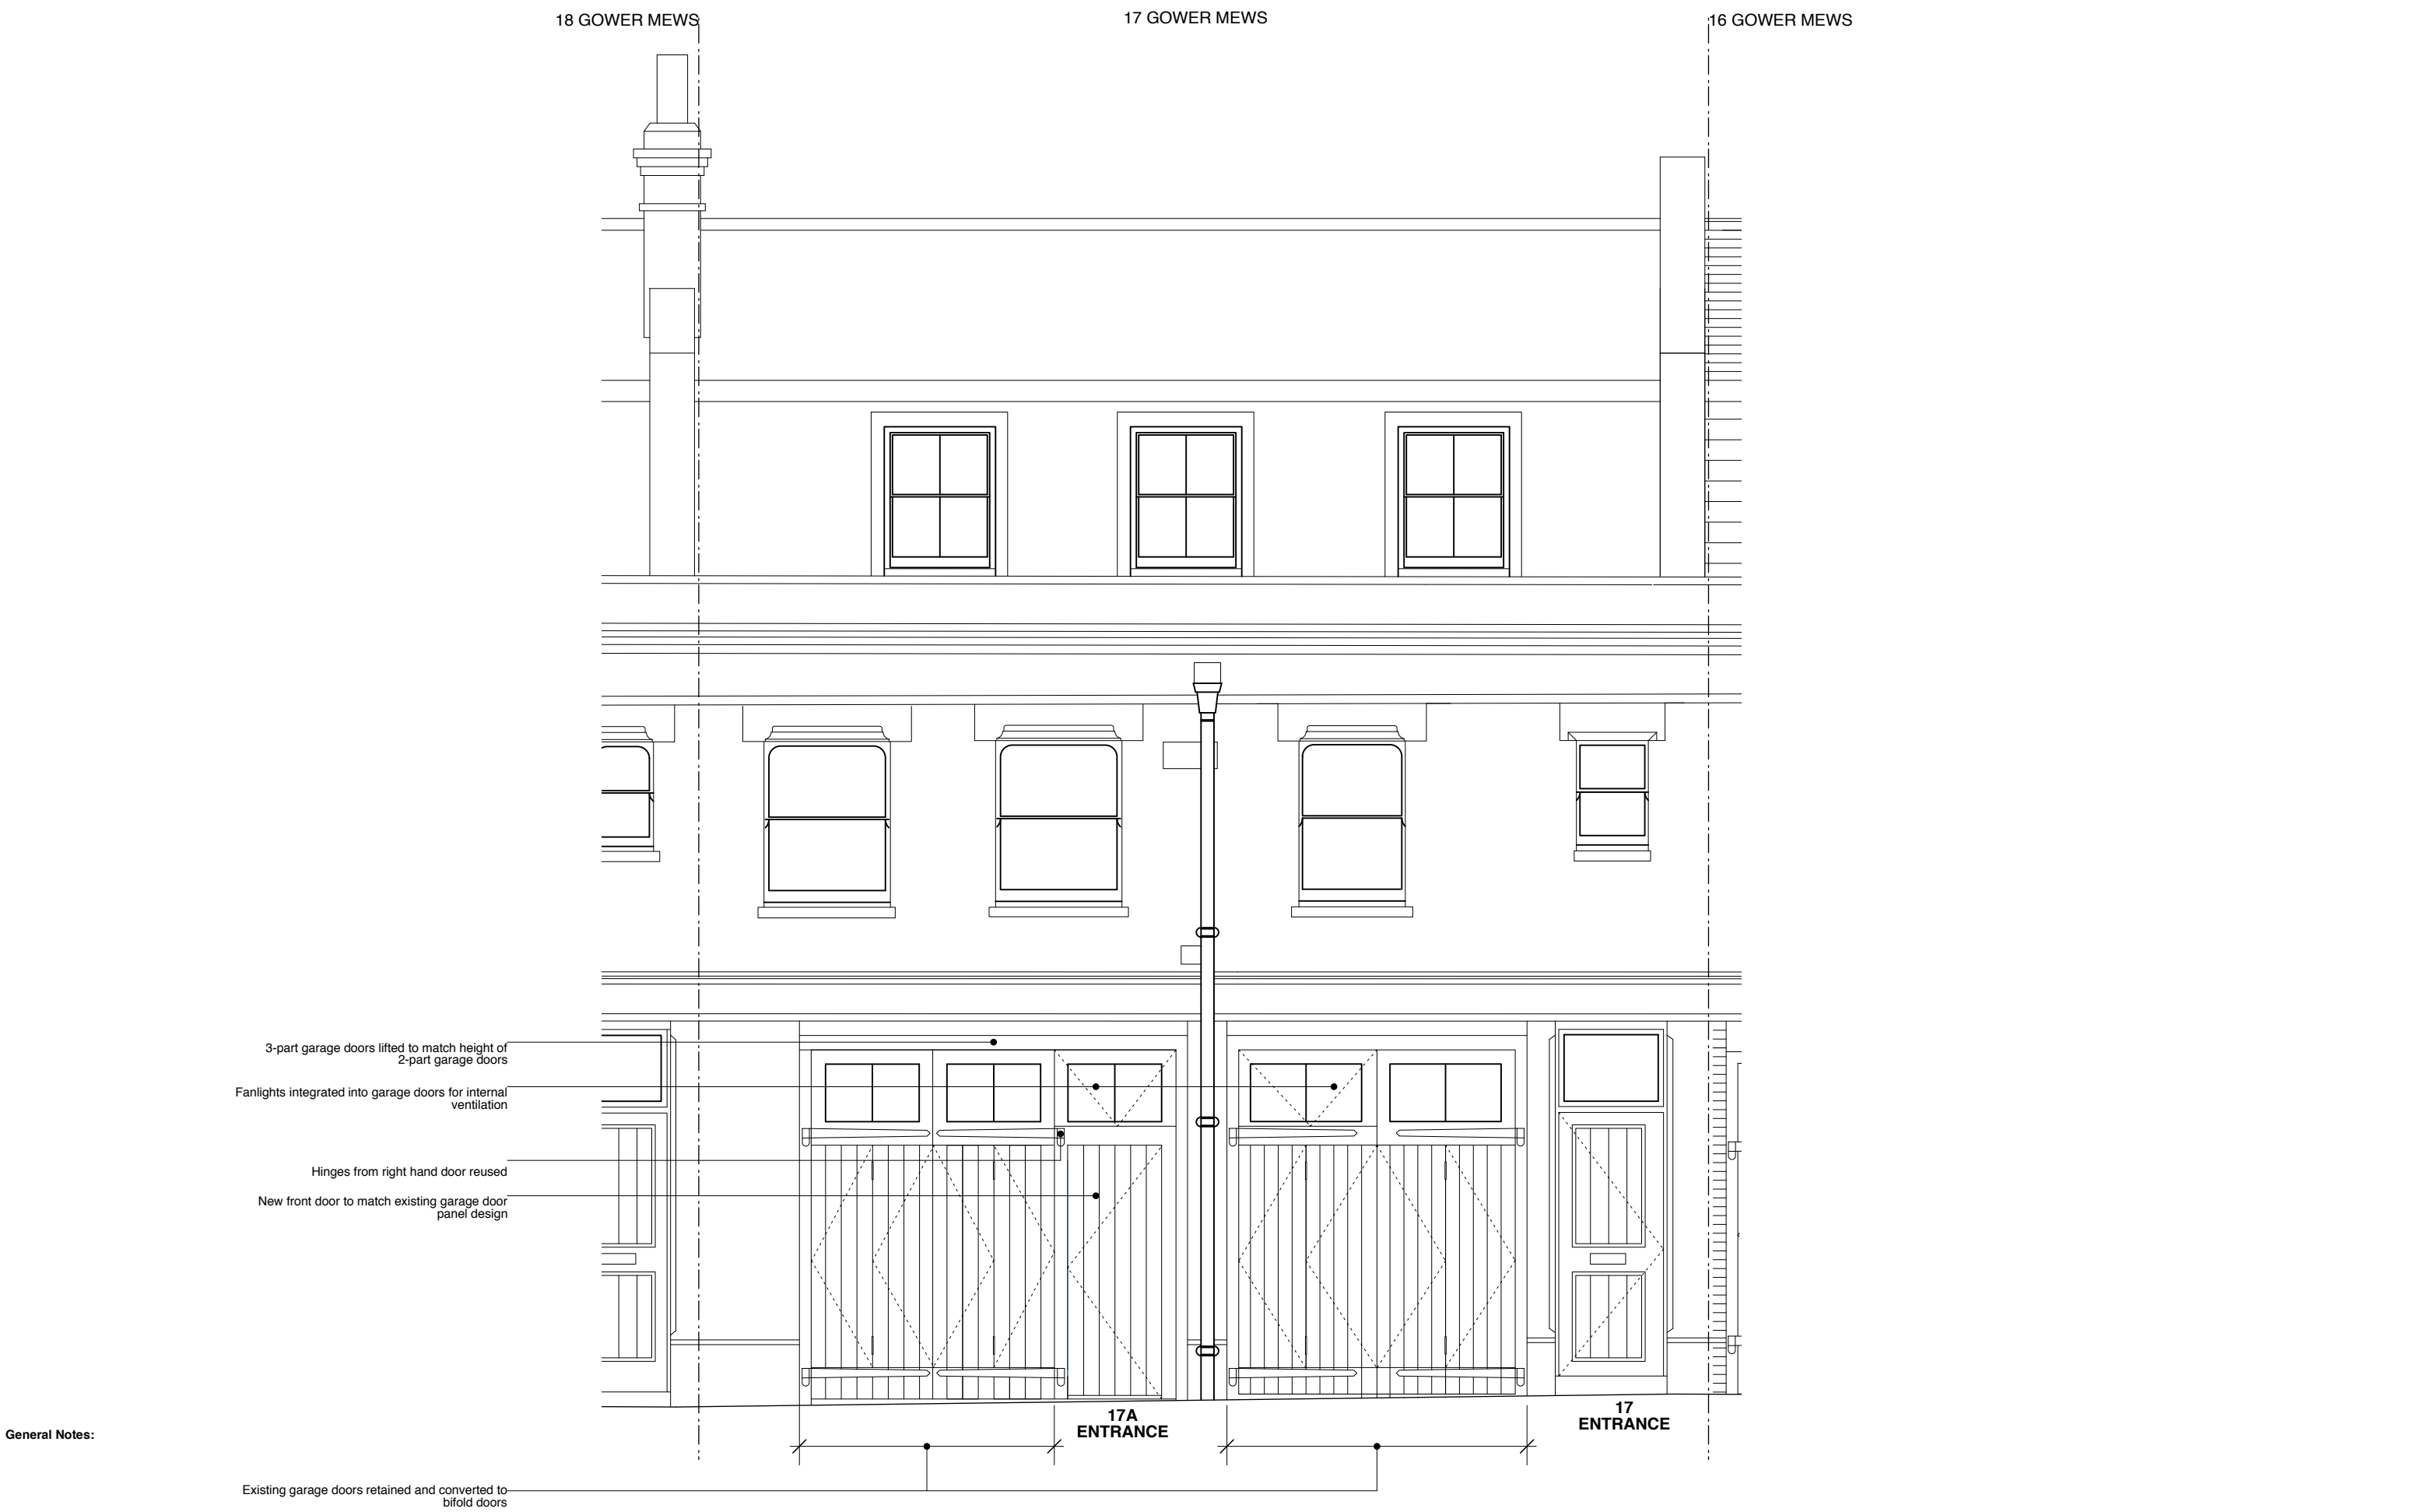 18 GOWER MEWS
17 GOWER MEWS
16 GOWER MEWS
3-part garage doors lifted to match height of
2-part garage doors
Fanlights integrated into garage doors for internal
ventilation
Hinges from right hand door reused
New front door to match existing garage door
panel design
17A
ENTRANCE
17
ENTRANCE
General Notes:
Existing garage doors retained and converted to
bifold doors